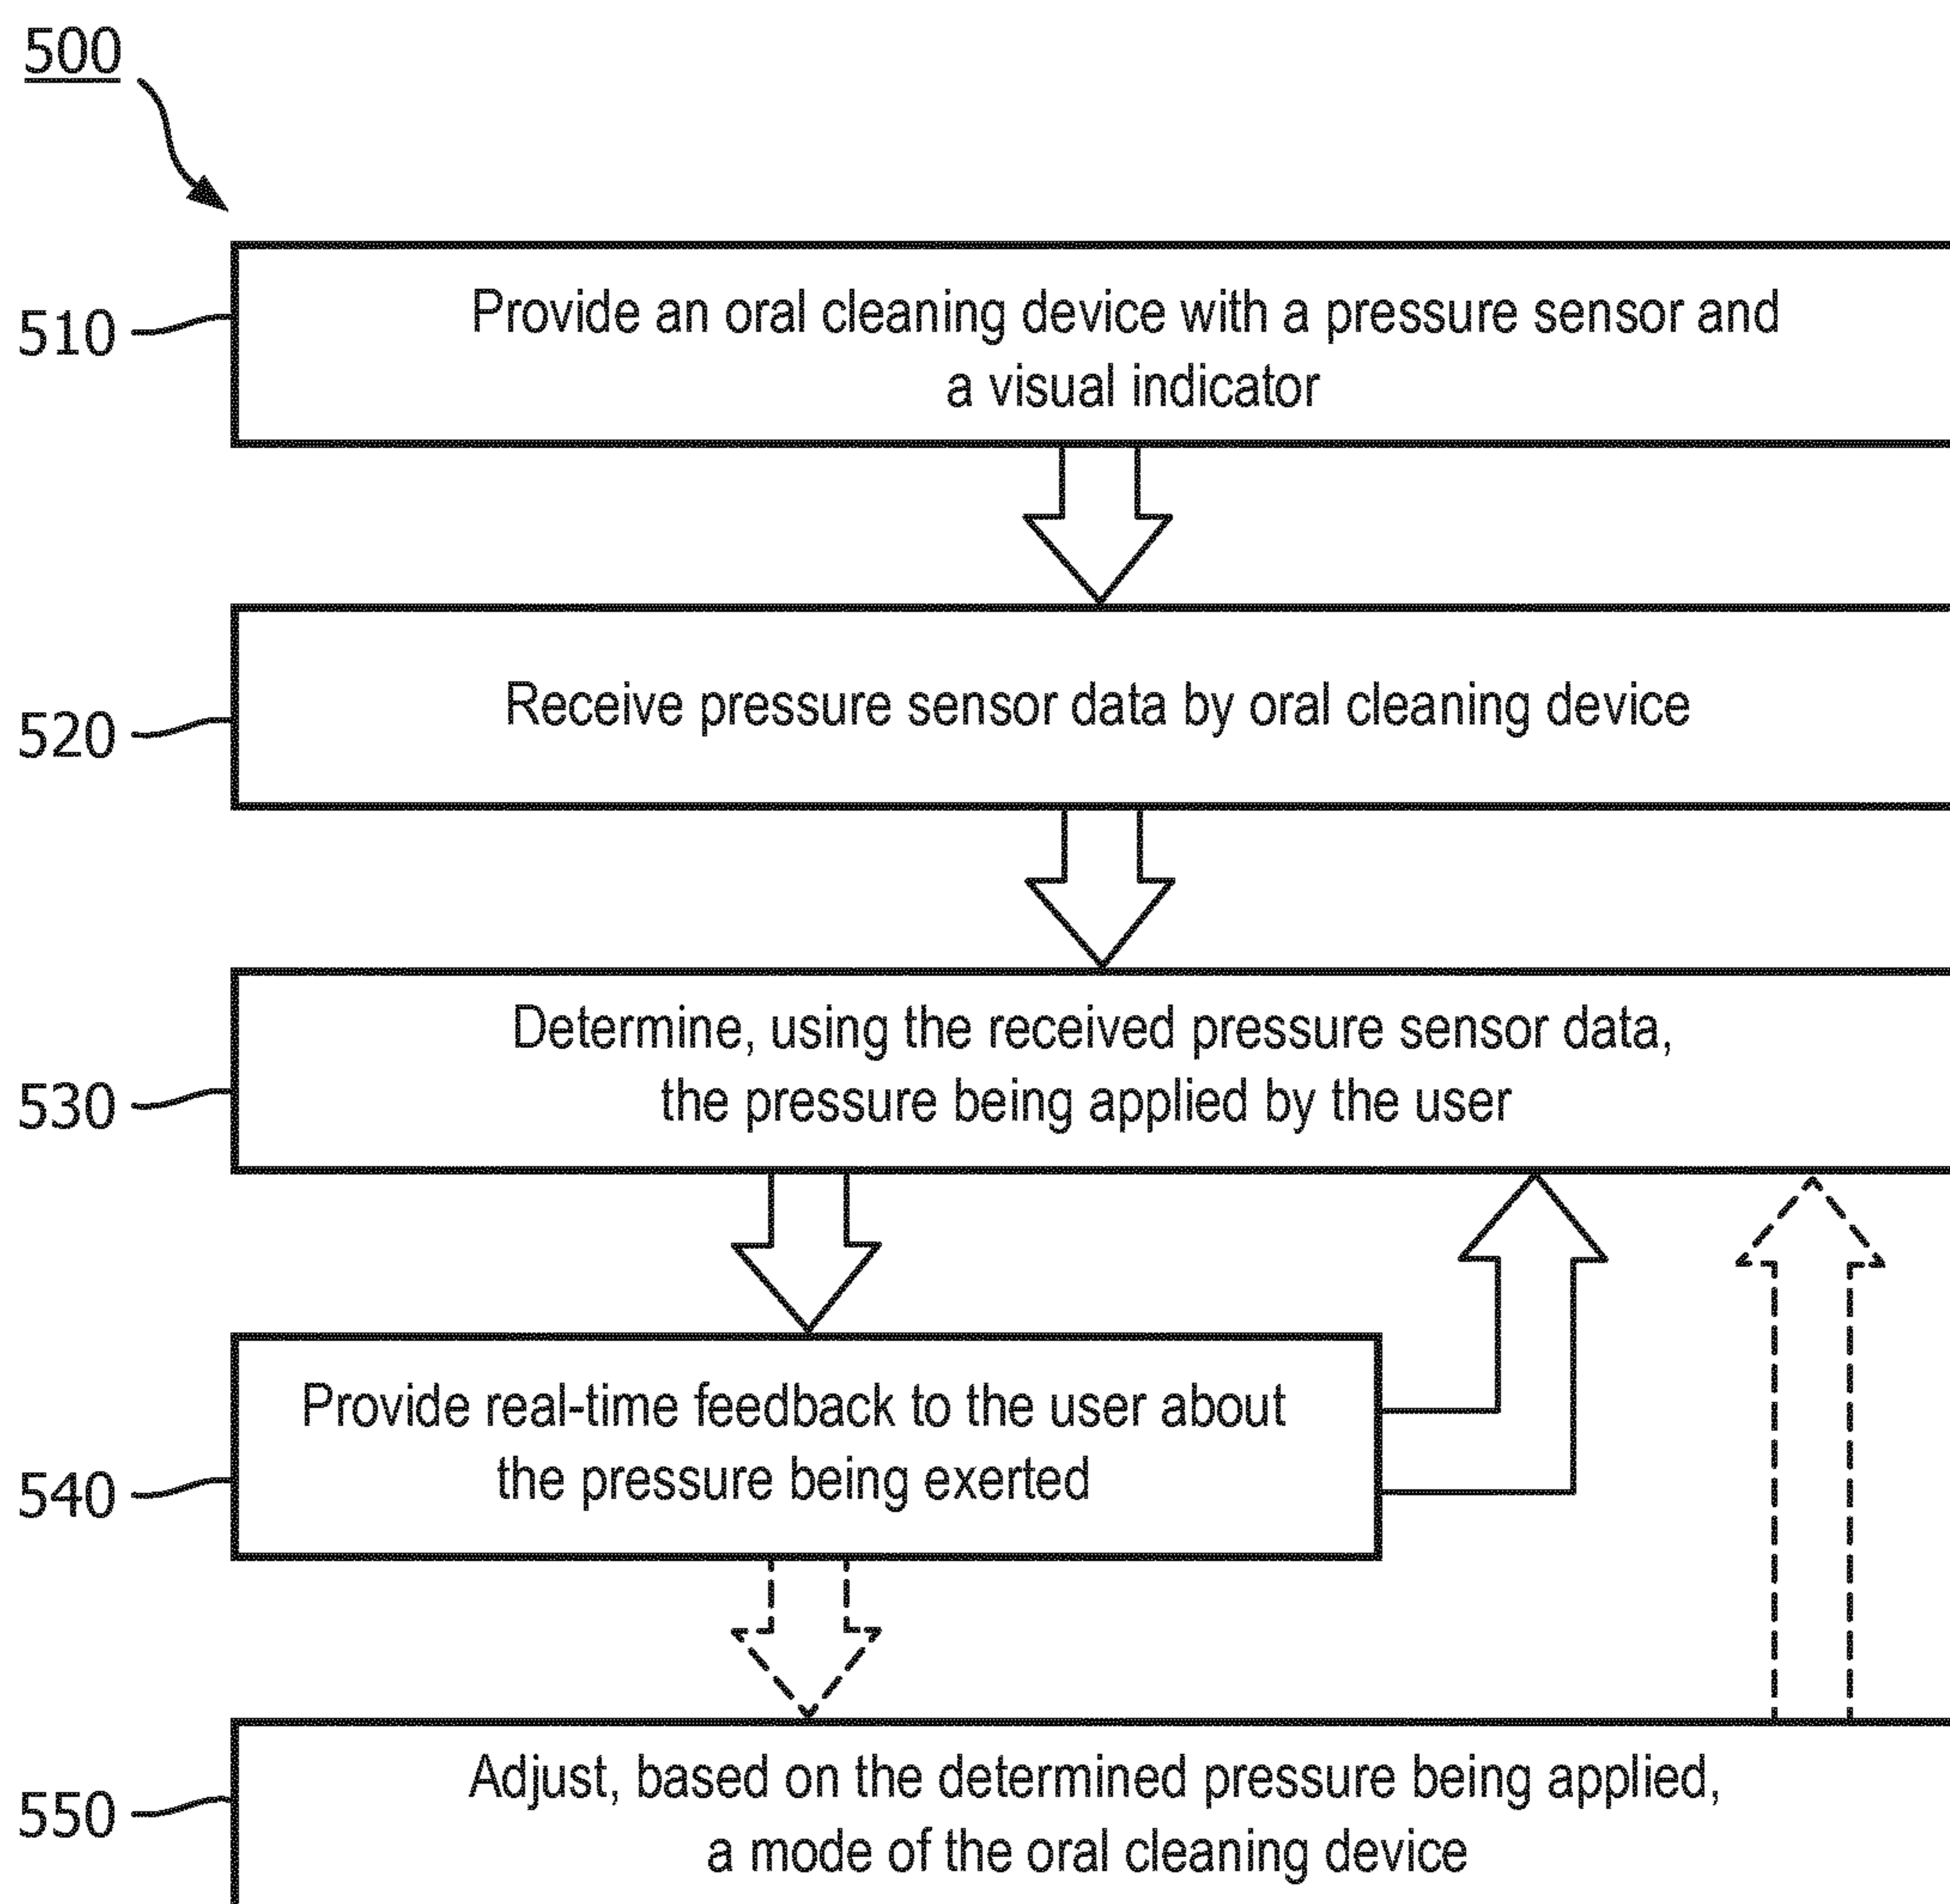 500
510
Provide an oral cleaning device with a pressure sensor and
a visual indicator
520
Receive pressure sensor data by oral cleaning device
530
Determine, using the received pressure sensor data,
the pressure being applied by the user
540
Provide real-time feedback to the user about
the pressure being exerted
550
Adjust, based on the determined pressure being applied,
a mode of the oral cleaning device